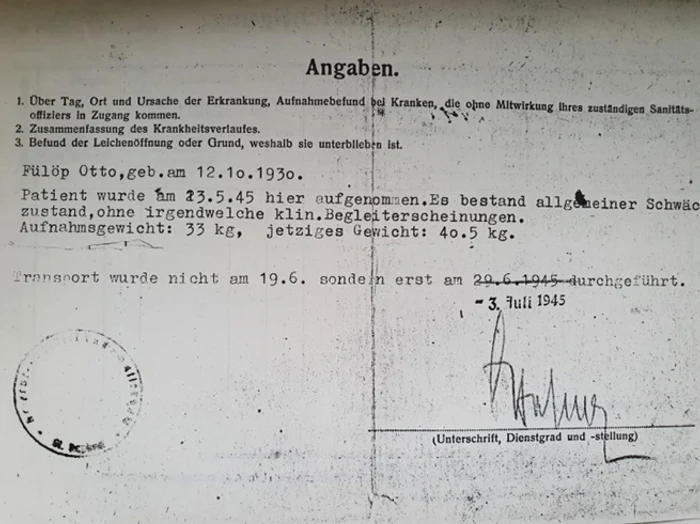 Angaben.
1. Über Tag, Ort und Ursache der Erkrankung, Aufnahmebefund bei Kranken, die ohne Mitwirkung ihres zuständigen Sanitäts-
offiziers in Zugang kommen.
2. Zusammenfassung des Krankheitsverlaufes.
3. Befund der Leichenöffnung oder Grund, weshalb sie unterblieben ist.
Fülöp Otto,geb.am 12.10.1930.
Patient wurde am 23.5.45 hier aufgenommen.Es bestand allgemeiner Schwäc
zustand,ohne irgendwelche klin.Begleiterscheinungen.
Aufnahmsgewicht: 33 kg, jetziges Gewicht: 40.5 kg.
Transport wurde nicht am 19.6. sondern erst am 29.6.1945 durchgeführt.
- 3. Juli 1945
(Unterschrift, Dienstgrad und -stellung)